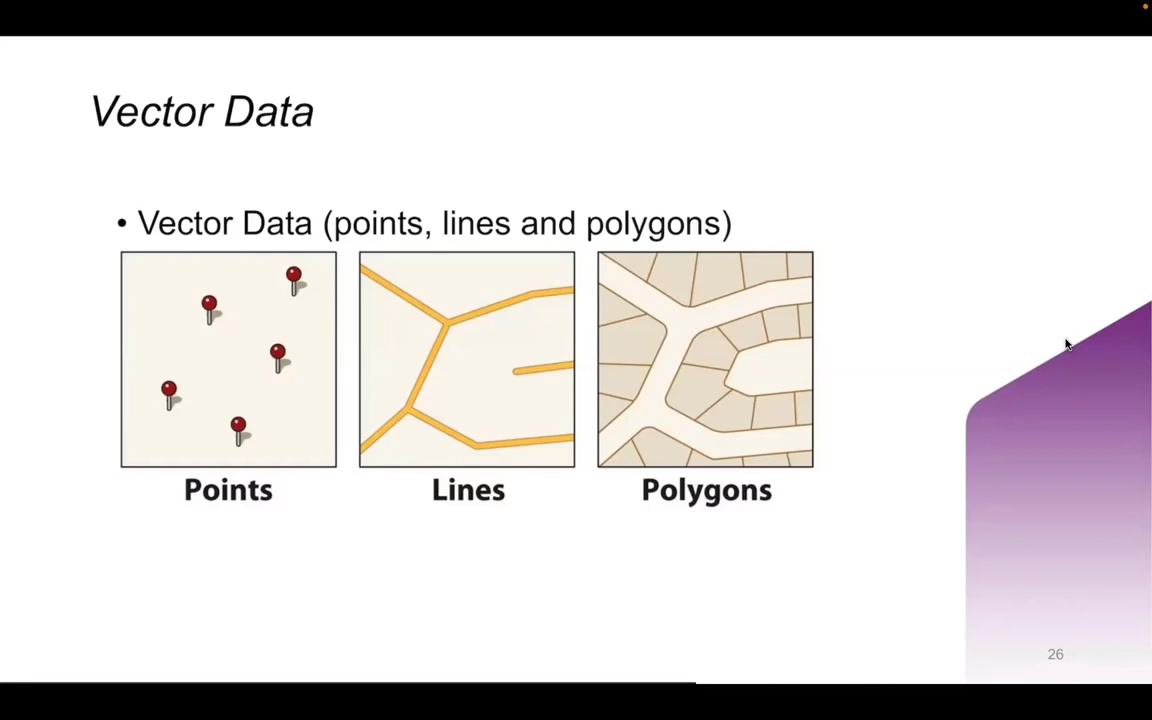 Vector Data
• Vector Data (points, lines and polygons)
Points
Lines
Polygons
26